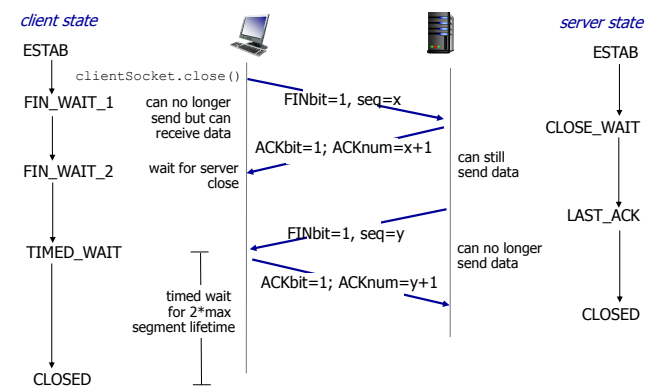 client state
server state
ESTAB
ESTAB
clientSocket.close()
FIN_WAIT_1
can no longer
send but can
receive data
FINbit=1, seq=x
CLOSE_WAIT
ACKbit=1; ACKnum=x+1
FIN_WAIT_2
wait for server
close
can still
send data
LAST_ACK
FINbit=1, seq=y
TIMED_WAIT
can no longer
send data
ACKbit=1; ACKnum=y+1
timed wait
for 2*max
segment lifetime
CLOSED
CLOSED